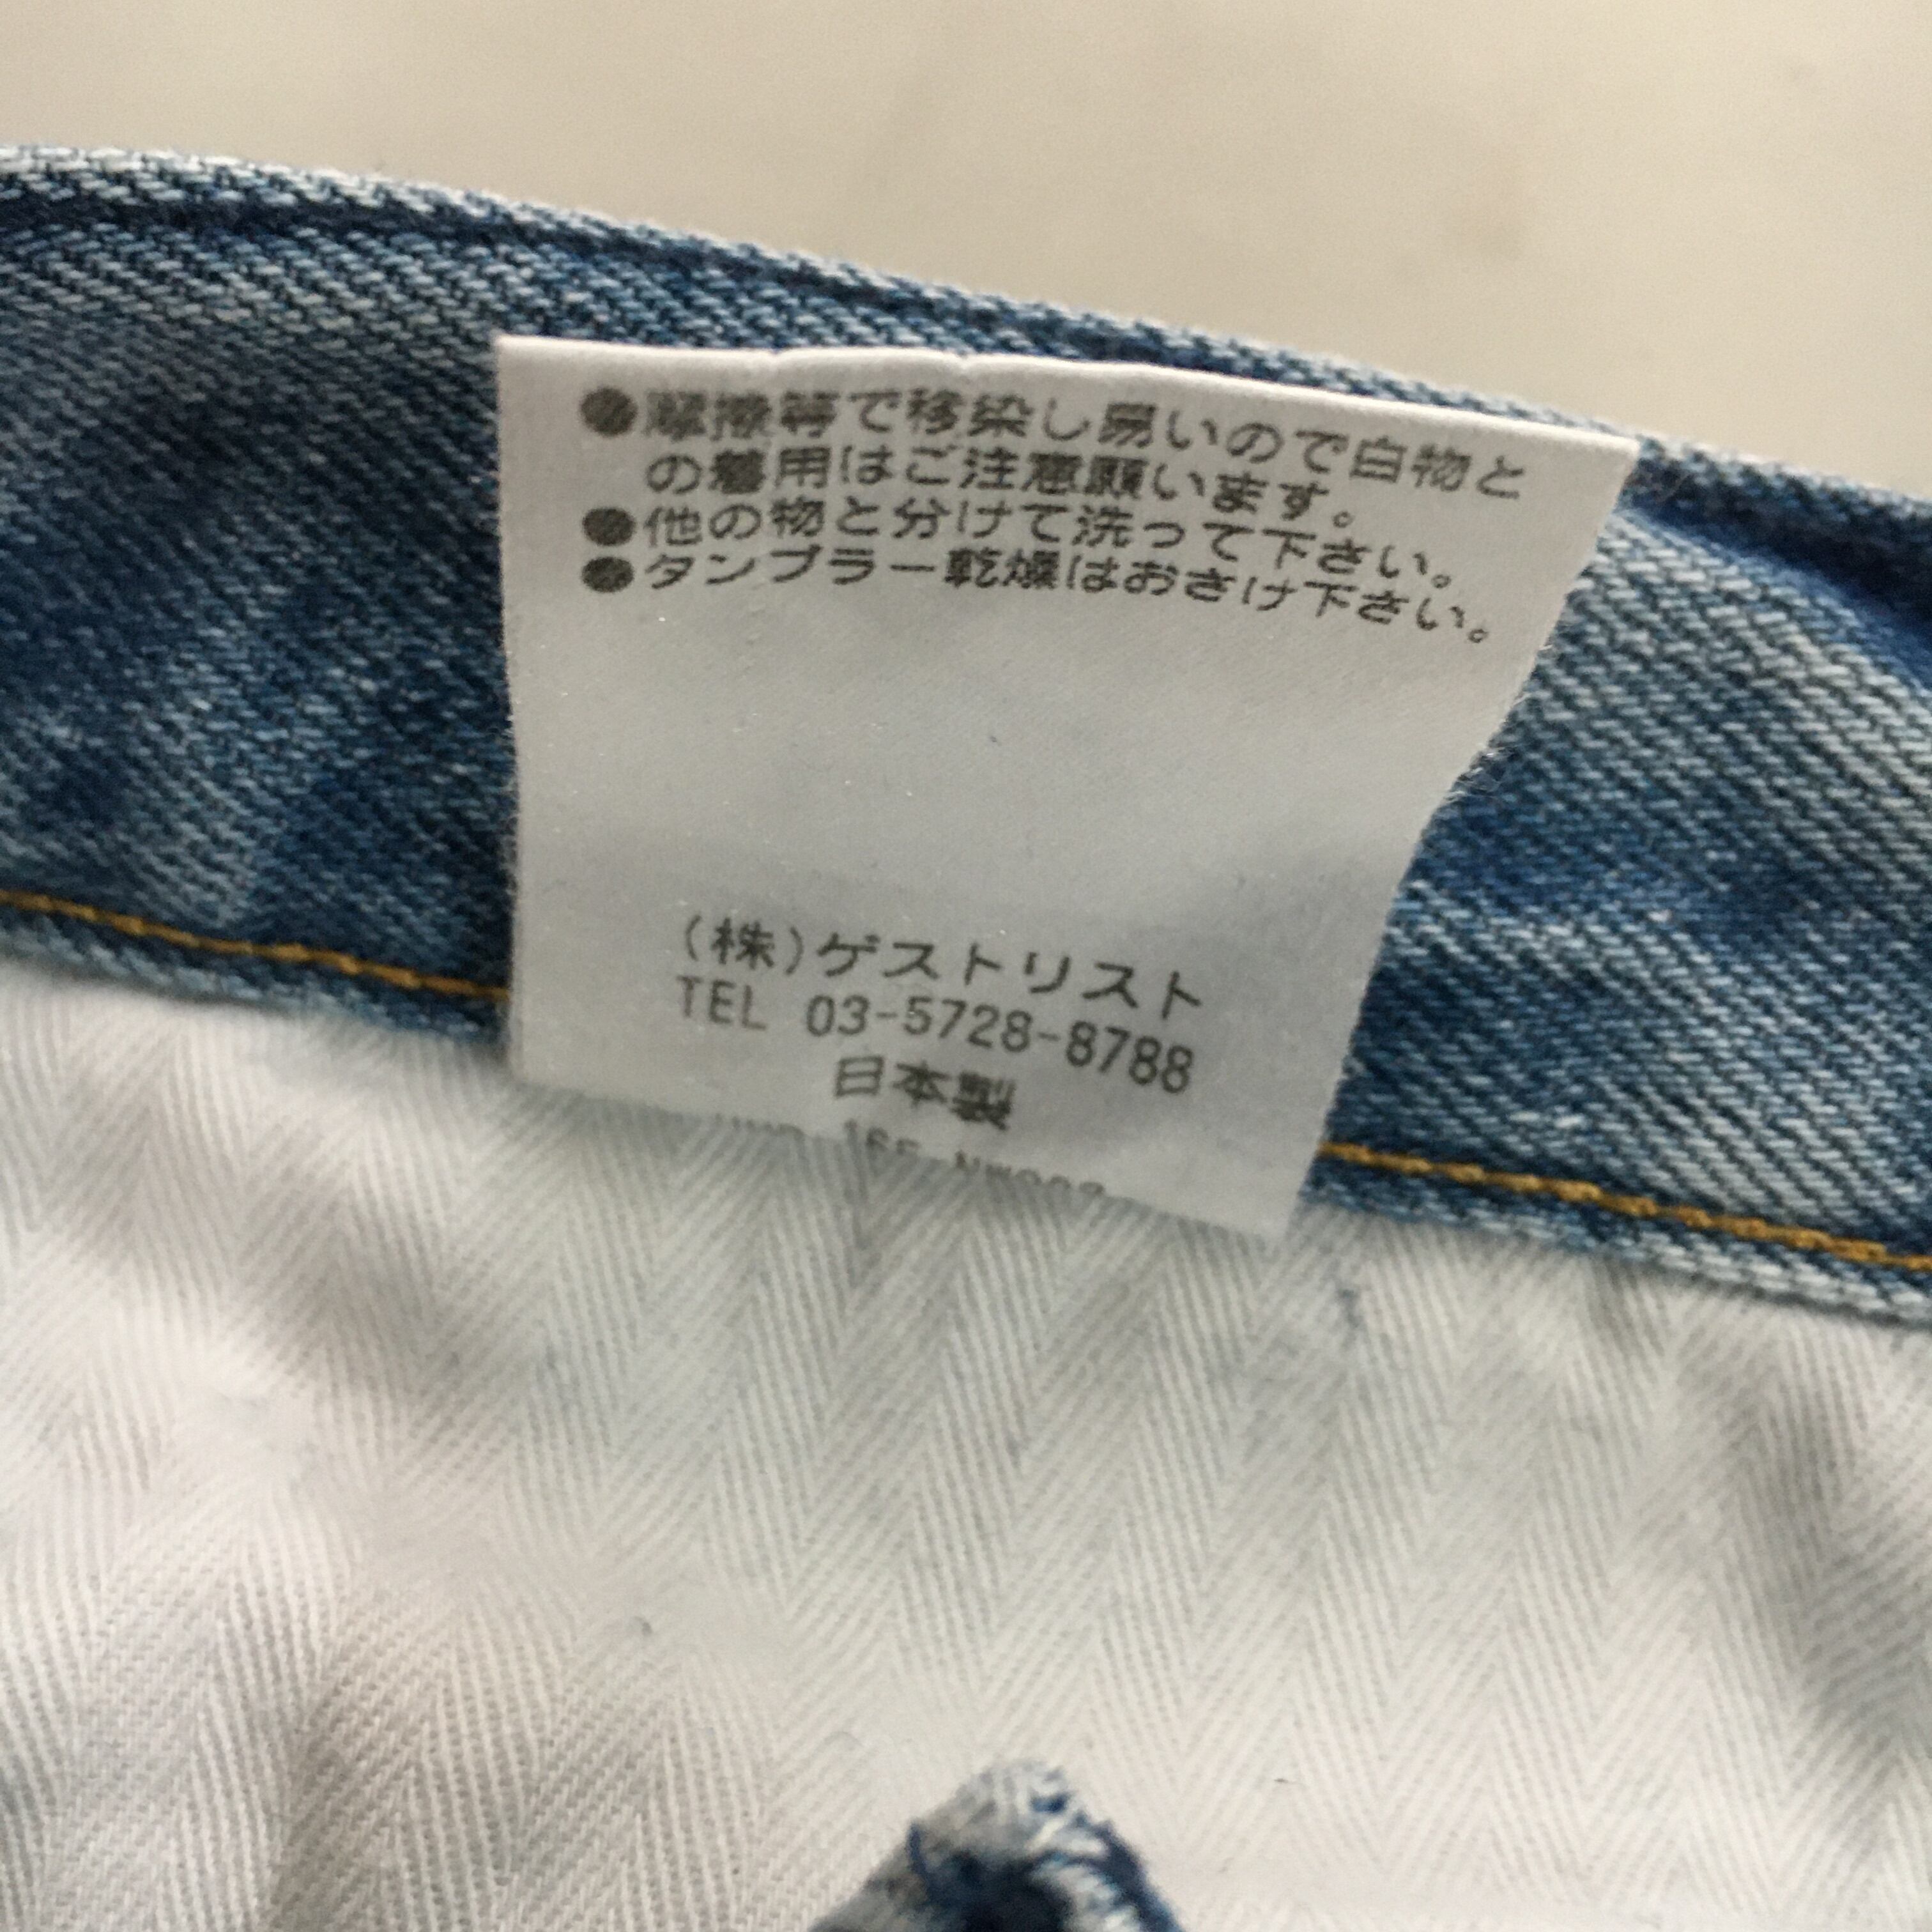 ●摩擦等で移染し易いので白物と
の着用はご注意願います。
●他の物と分けて洗って下さい。
●タンブラー乾燥はおさけ下さい。
(株)ゲストリスト
TEL 03-5728-8788
日本製